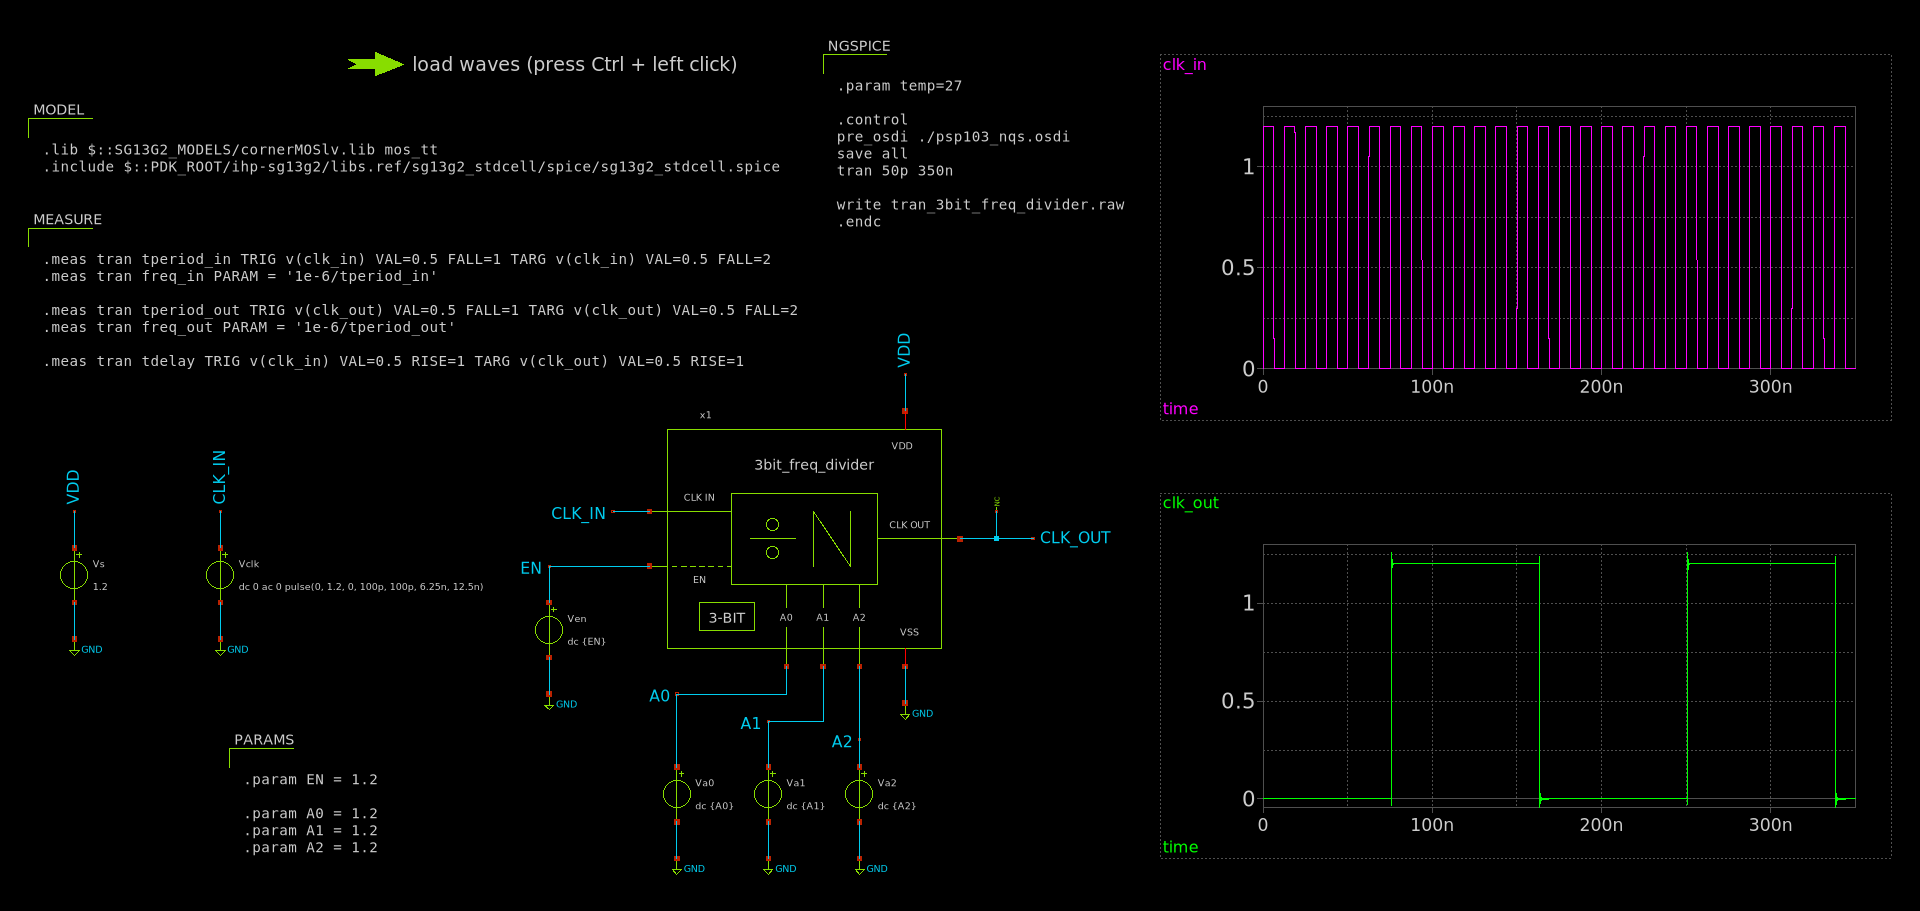 load waves (press Ctrl + left click)
MODEL
.lib $::SG13G2_MODELS/cornerMOSlv.lib mos_tt
.include $::PDK_ROOT/ihp-sg13g2/libs.ref/sg13g2_stdcell/spice/sg13g2_stdcell.spice
MEASURE
.meas tran tperiod_in TRIG v(clk_in) VAL=0.5 FALL=1 TARG v(clk_in) VAL=0.5 FALL=2
.meas tran freq_in PARAM = '1e-6/tperiod_in'
.meas tran tperiod_out TRIG v(clk_out) VAL=0.5 FALL=1 TARG v(clk_out) VAL=0.5 FALL=2
.meas tran freq_out PARAM = '1e-6/tperiod_out'
.meas tran tdelay TRIG v(clk_in) VAL=0.5 RISE=1 TARG v(clk_out) VAL=0.5 RISE=1
NGSPICE
.param temp=27
.control
pre_osdi ./psp103_nqs.osdi
save all
tran 50p 350n
write tran_3bit_freq_divider.raw
.endc
VDD
Vs
1.2
GND
CLK_IN
Vclk
dc 0 ac 0 pulse(0, 1.2, 0, 100p, 100p, 6.25n, 12.5n)
GND
PARAMS
.param EN = 1.2
.param A0 = 1.2
.param A1 = 1.2
.param A2 = 1.2
VDD
x1
VDD
3bit_freq_divider
CLK IN
CLK_IN
CLK OUT
NC
CLK_OUT
EN
EN
3-BIT
A0
A1
A2
VSS
Ven
dc {EN}
GND
A0
A1
A2
GND
Va0
dc {A0}
GND
Va1
dc {A1}
GND
Va2
dc {A2}
GND
clk_in
1
0.5
0
0
100n
200n
300n
time
clk_out
1
0.5
0
0
100n
200n
300n
time